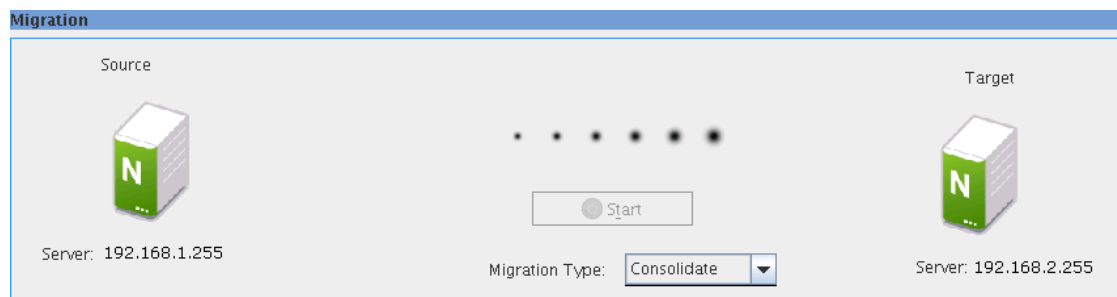 Migration
Source
Target
N
N
Start
Server: 192.168.1.255
Migration Type: Consolidate
Server: 192.168.2.255